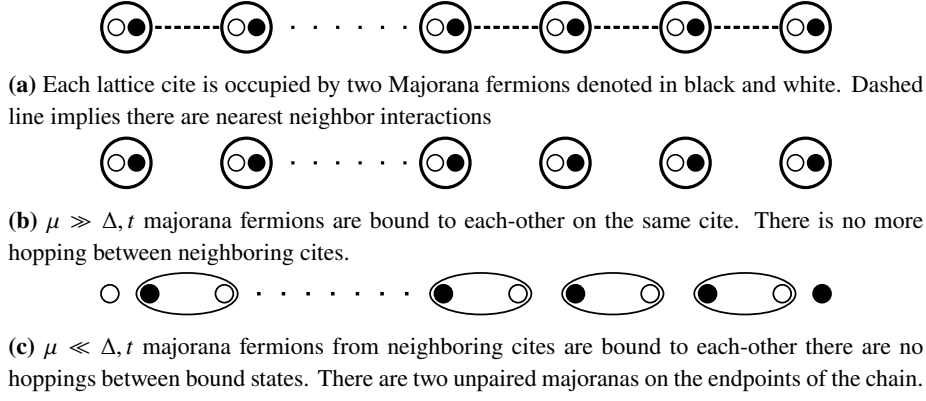 (a) Each lattice cite is occupied by two Majorana fermions denoted in black and white. Dashed
line implies there are nearest neighbor interactions
(b) μ ≫ Δ, t majorana fermions are bound to each-other on the same cite. There is no more
hopping between neighboring cites.
(c) μ ≪ Δ, t majorana fermions from neighboring cites are bound to each-other there are no
hoppings between bound states. There are two unpaired majoranas on the endpoints of the chain.